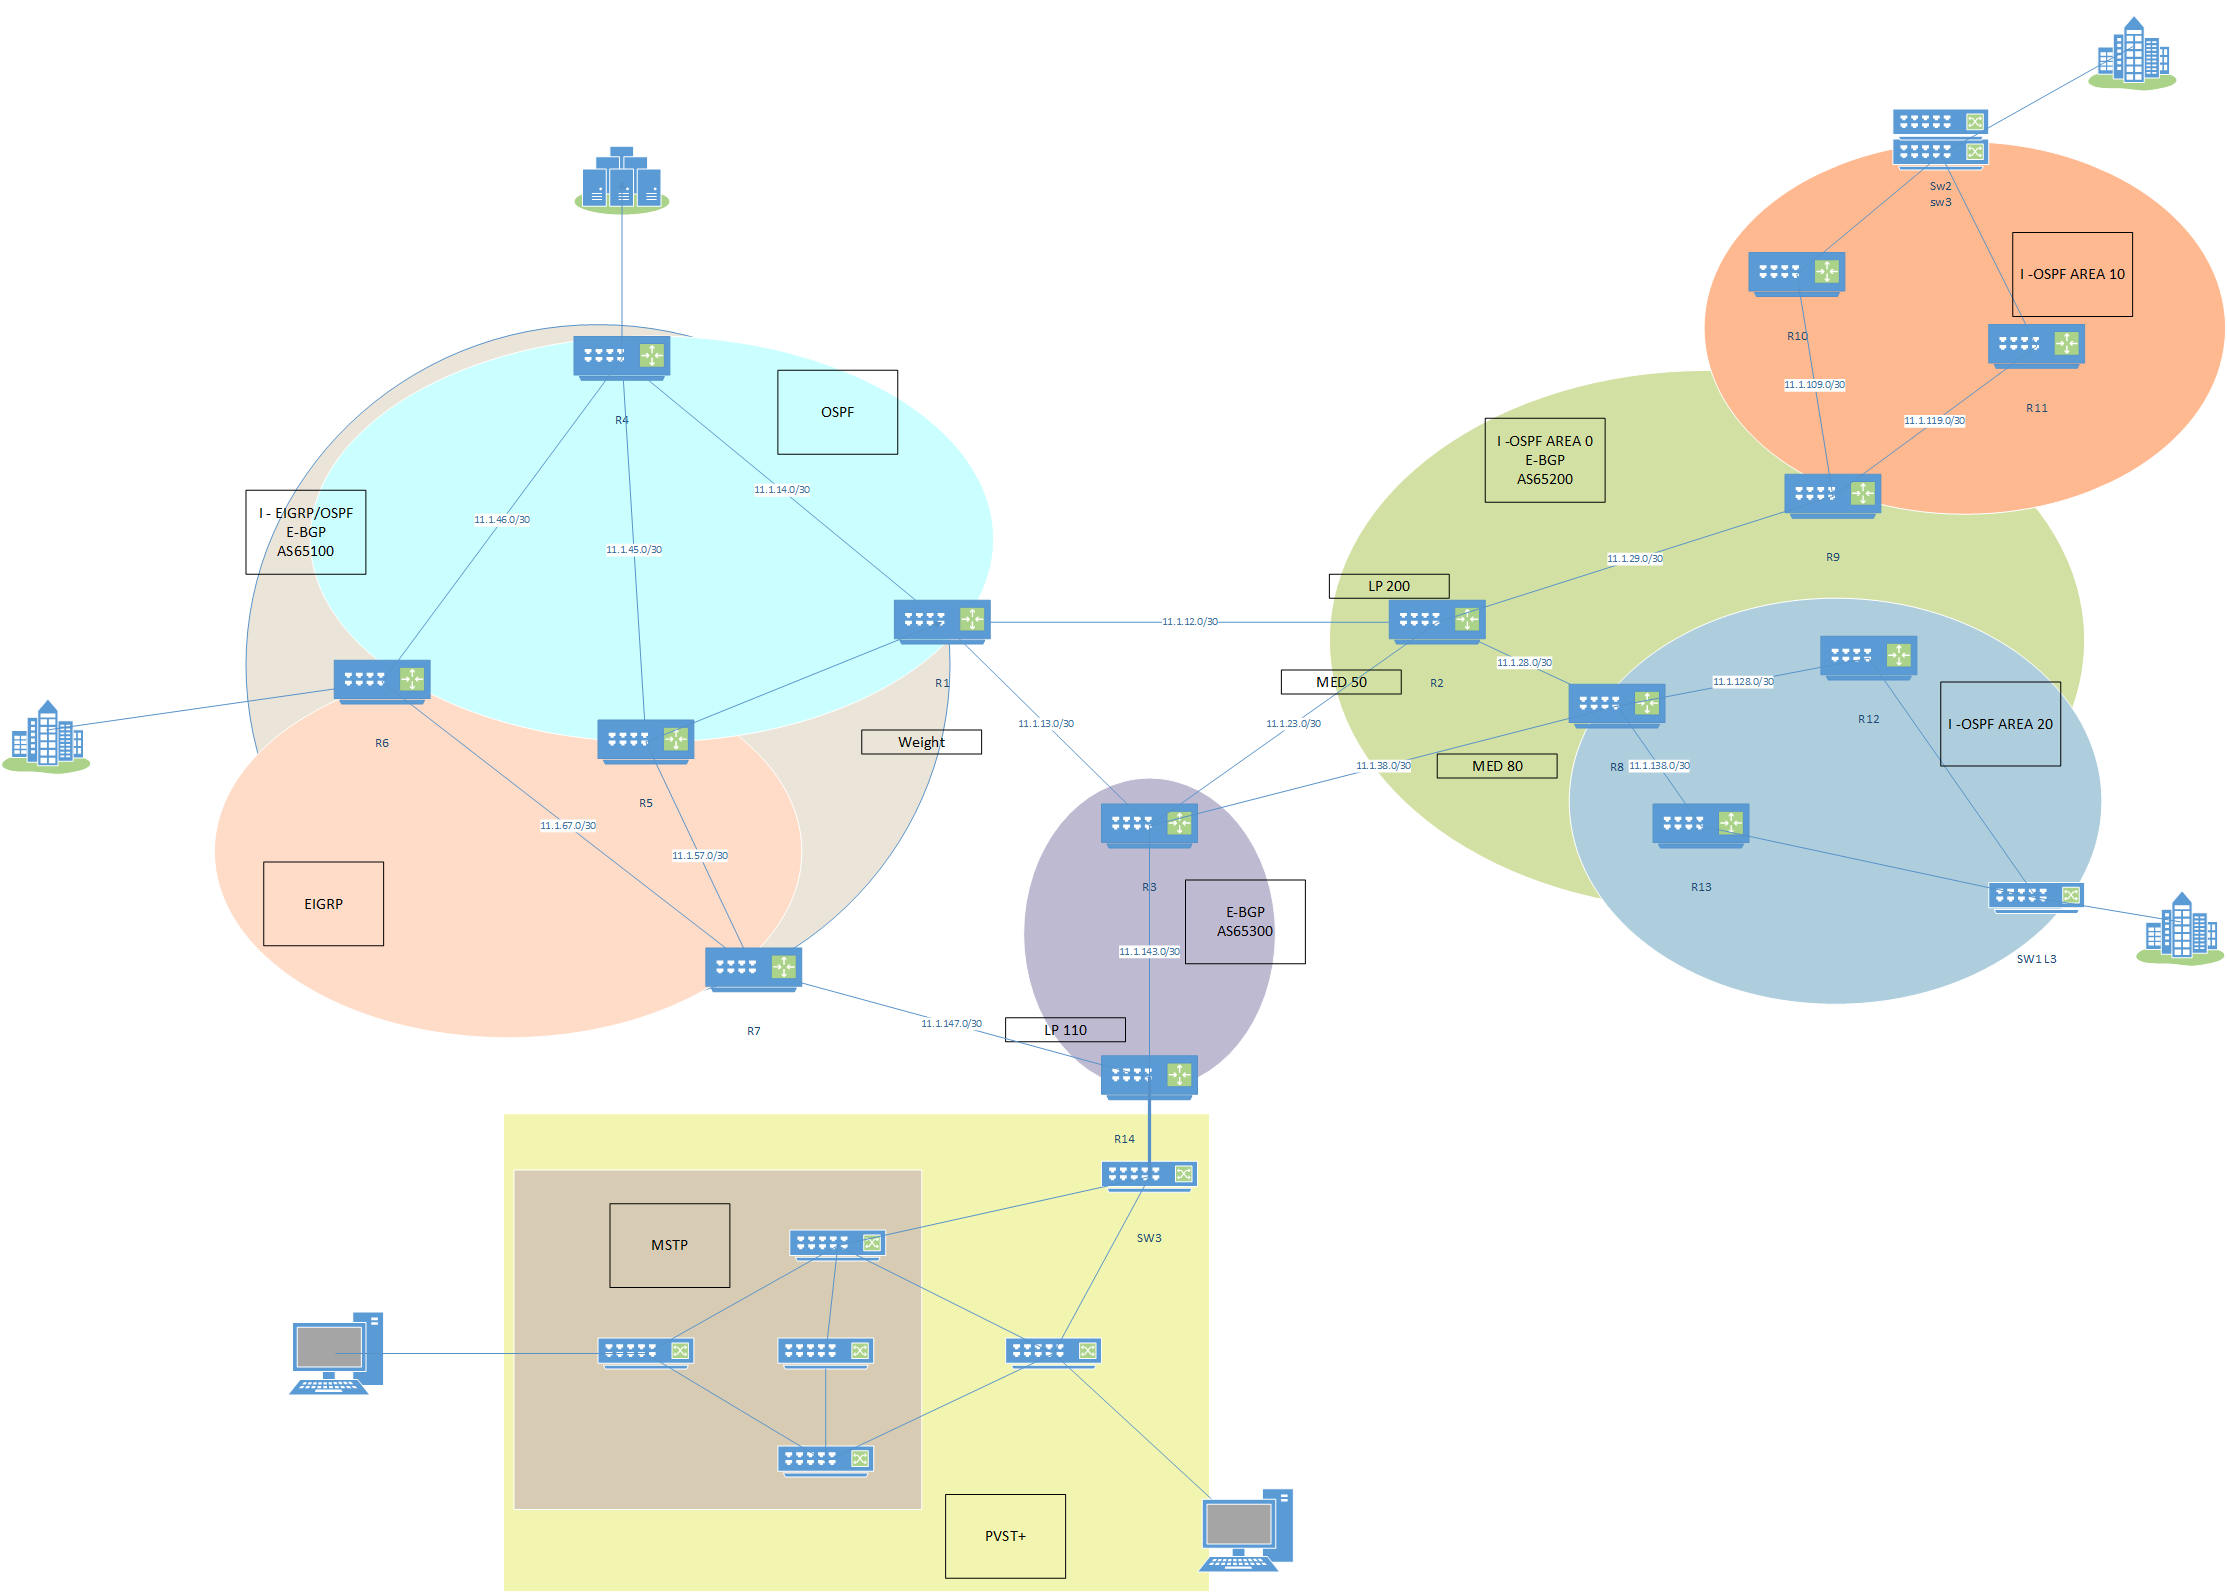 Sw2
sw3
I -OSPF AREA 10
R10
11.1.109.0/30
R11
11.1.119.0/30
OSPF
R4
I -OSPF AREA 0
E-BGP
AS65200
11.1.14.0/30
I - EIGRP/OSPF
E-BGP
AS65100
11.1.46.0/30
11.1.45.0/30
R9
11.1.29.0/30
LP 200
11.1.12.0/30
11.1.28.0/30
R1
MED 50
R2
11.1.128.0/30
R12
I -OSPF AREA 20
R6
Weight
11.1.13.0/30
11.1.23.0/30
11.1.38.0/30
MED 80
R8
11.1.138.0/30
R5
11.1.67.0/30
11.1.57.0/30
R3
R13
EIGRP
E-BGP
AS65300
11.1.143.0/30
SW1 L3
R7
11.1.147.0/30
LP 110
R14
SW3
MSTP
PVST+